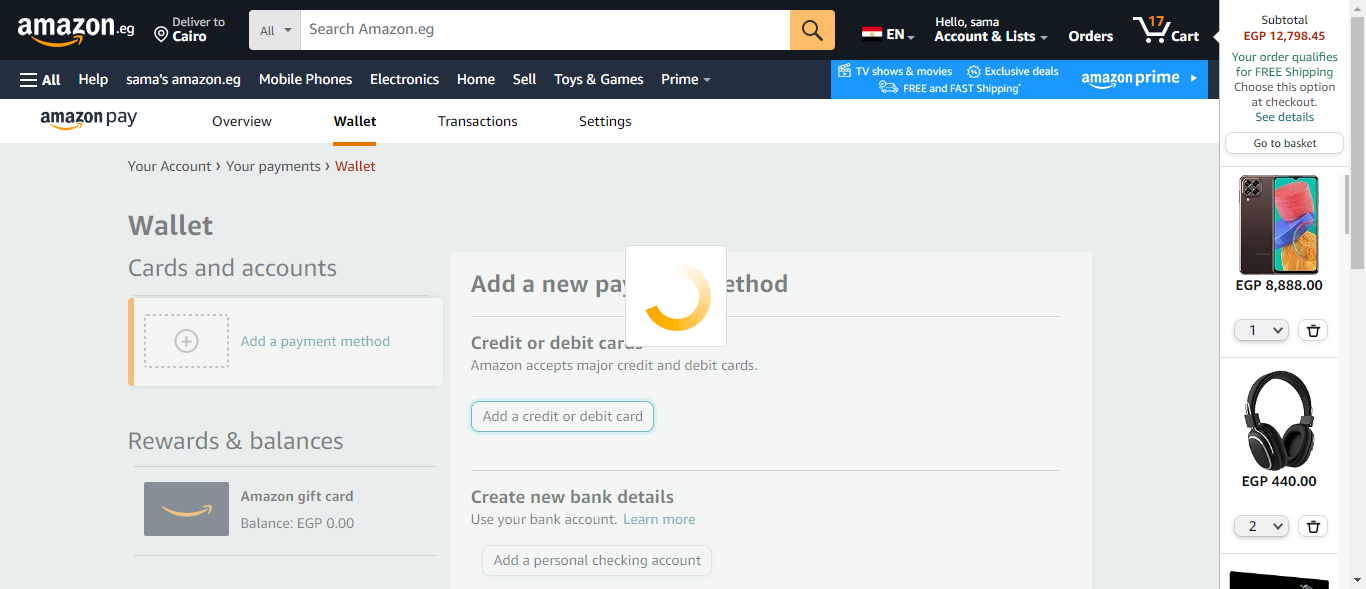 amazon.eg
Deliver to
Cairo
All
Search Amazon.eg
EN
Hello, sama
Account & Lists
Orders
17
Cart
All
Help
sama's amazon.eg
Mobile Phones
Electronics
Home
Sell
Toys & Games
Prime
TV shows & movies
Exclusive deals
FREE and FAST Shipping*
amazon prime
amazon pay
Overview
Wallet
Transactions
Settings
Your Account › Your payments › Wallet
Wallet
Cards and accounts
Add a payment method
Rewards & balances
Amazon gift card
Balance: EGP 0.00
Add a new pay ethod
Credit or debit cards
Amazon accepts major credit and debit cards.
Add a credit or debit card
Create new bank details
Use your bank account. Learn more
Add a personal checking account
Subtotal
EGP 12,798.45
Your order qualifies
for FREE Shipping
Choose this option
at checkout.
See details
Go to basket
EGP 8,888.00
1
EGP 440.00
2